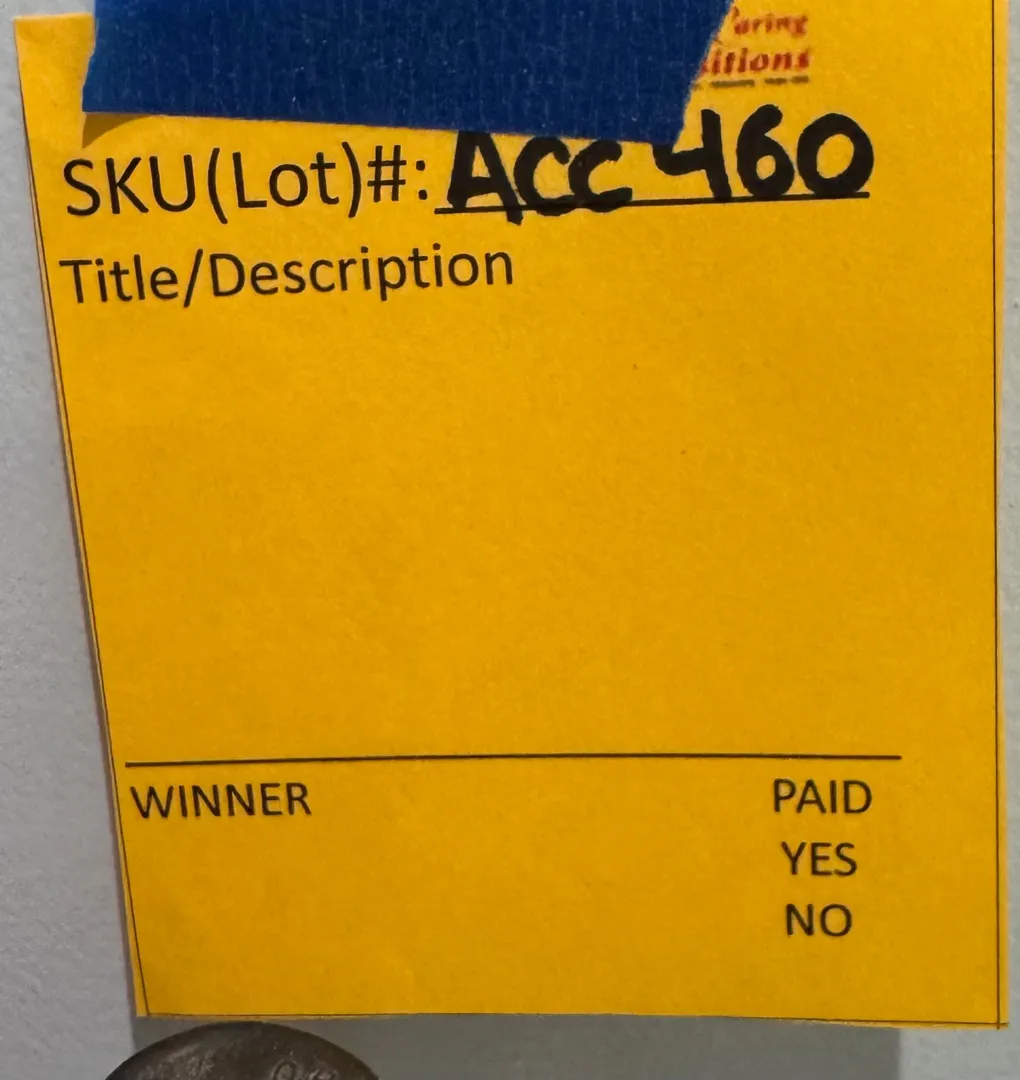 SKU(Lot)#: ACC 460
Title/Description
WINNER
PAID
YES
NO